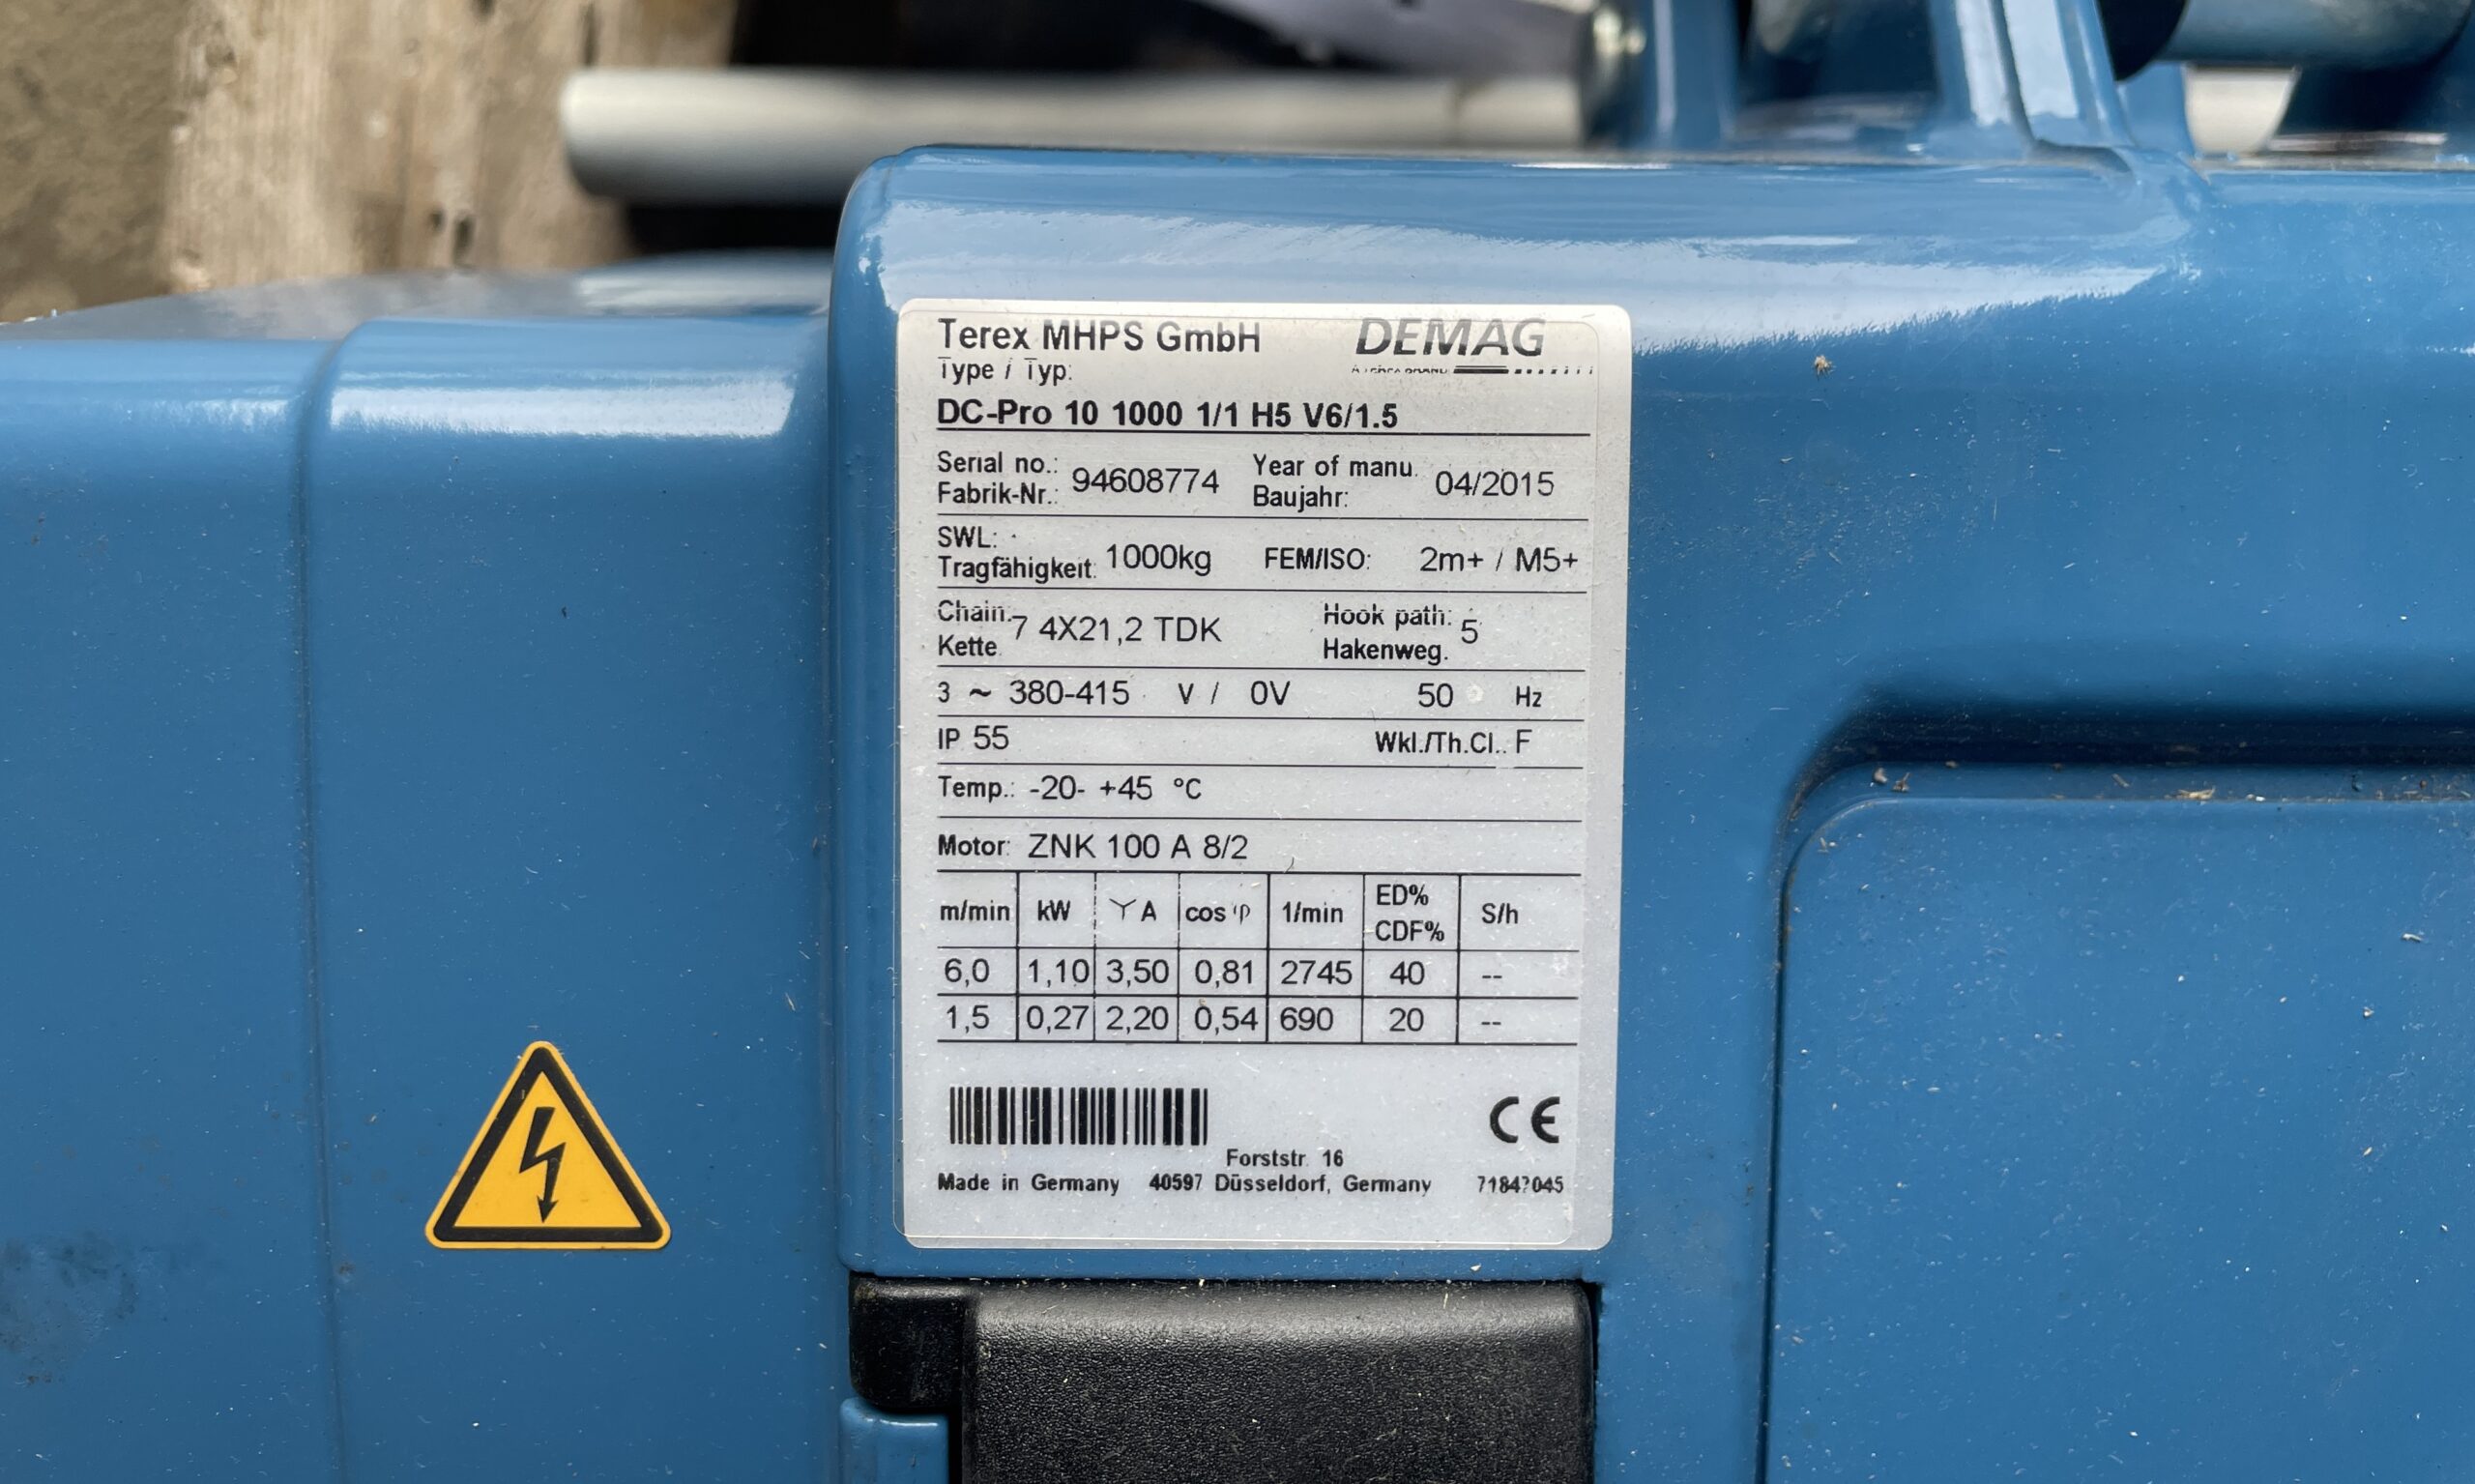 Terex MHPS GmbH DEMAG
Type / Typ:
DC-Pro 10 1000 1/1 H5 V6/1.5
Serial no.: 94608774 Year of manu. 04/2015
Fabrik-Nr.: Baujahr:
SWL: 1000kg FEM/ISO: 2m+ / M5+
Tragfähigkeit:
Chain: 7 4X21,2 TDK Hook path: 5
Kette Hakenweg.
3 ~ 380-415 V / 0V 50 Hz
IP 55 Wkl./Th.Cl.. F
Temp.: -20- +45 °C
Motor: ZNK 100 A 8/2
m/min kW Y A cos φ 1/min ED% CDF% S/h
6,0 1,10 3,50 0,81 2745 40 --
1,5 0,27 2,20 0,54 690 20 --
CE
Forststr. 16
Made in Germany 40597 Düsseldorf, Germany